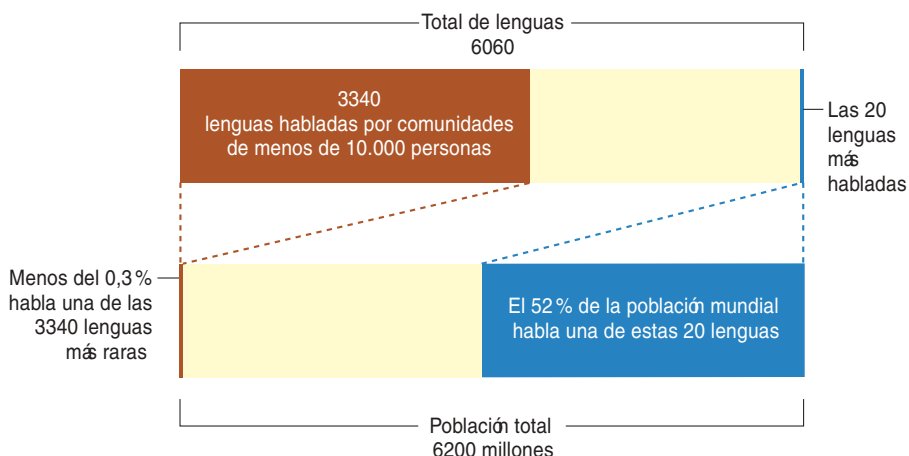 Total de lenguas
6060
3340
lenguas habladas por comunidades
de menos de 10.000 personas
Las 20
lenguas
más
habladas
Menos del 0,3 %
habla una de las
3340 lenguas
más raras
El 52 % de la población mundial
habla una de estas 20 lenguas
Población total
6200 millones